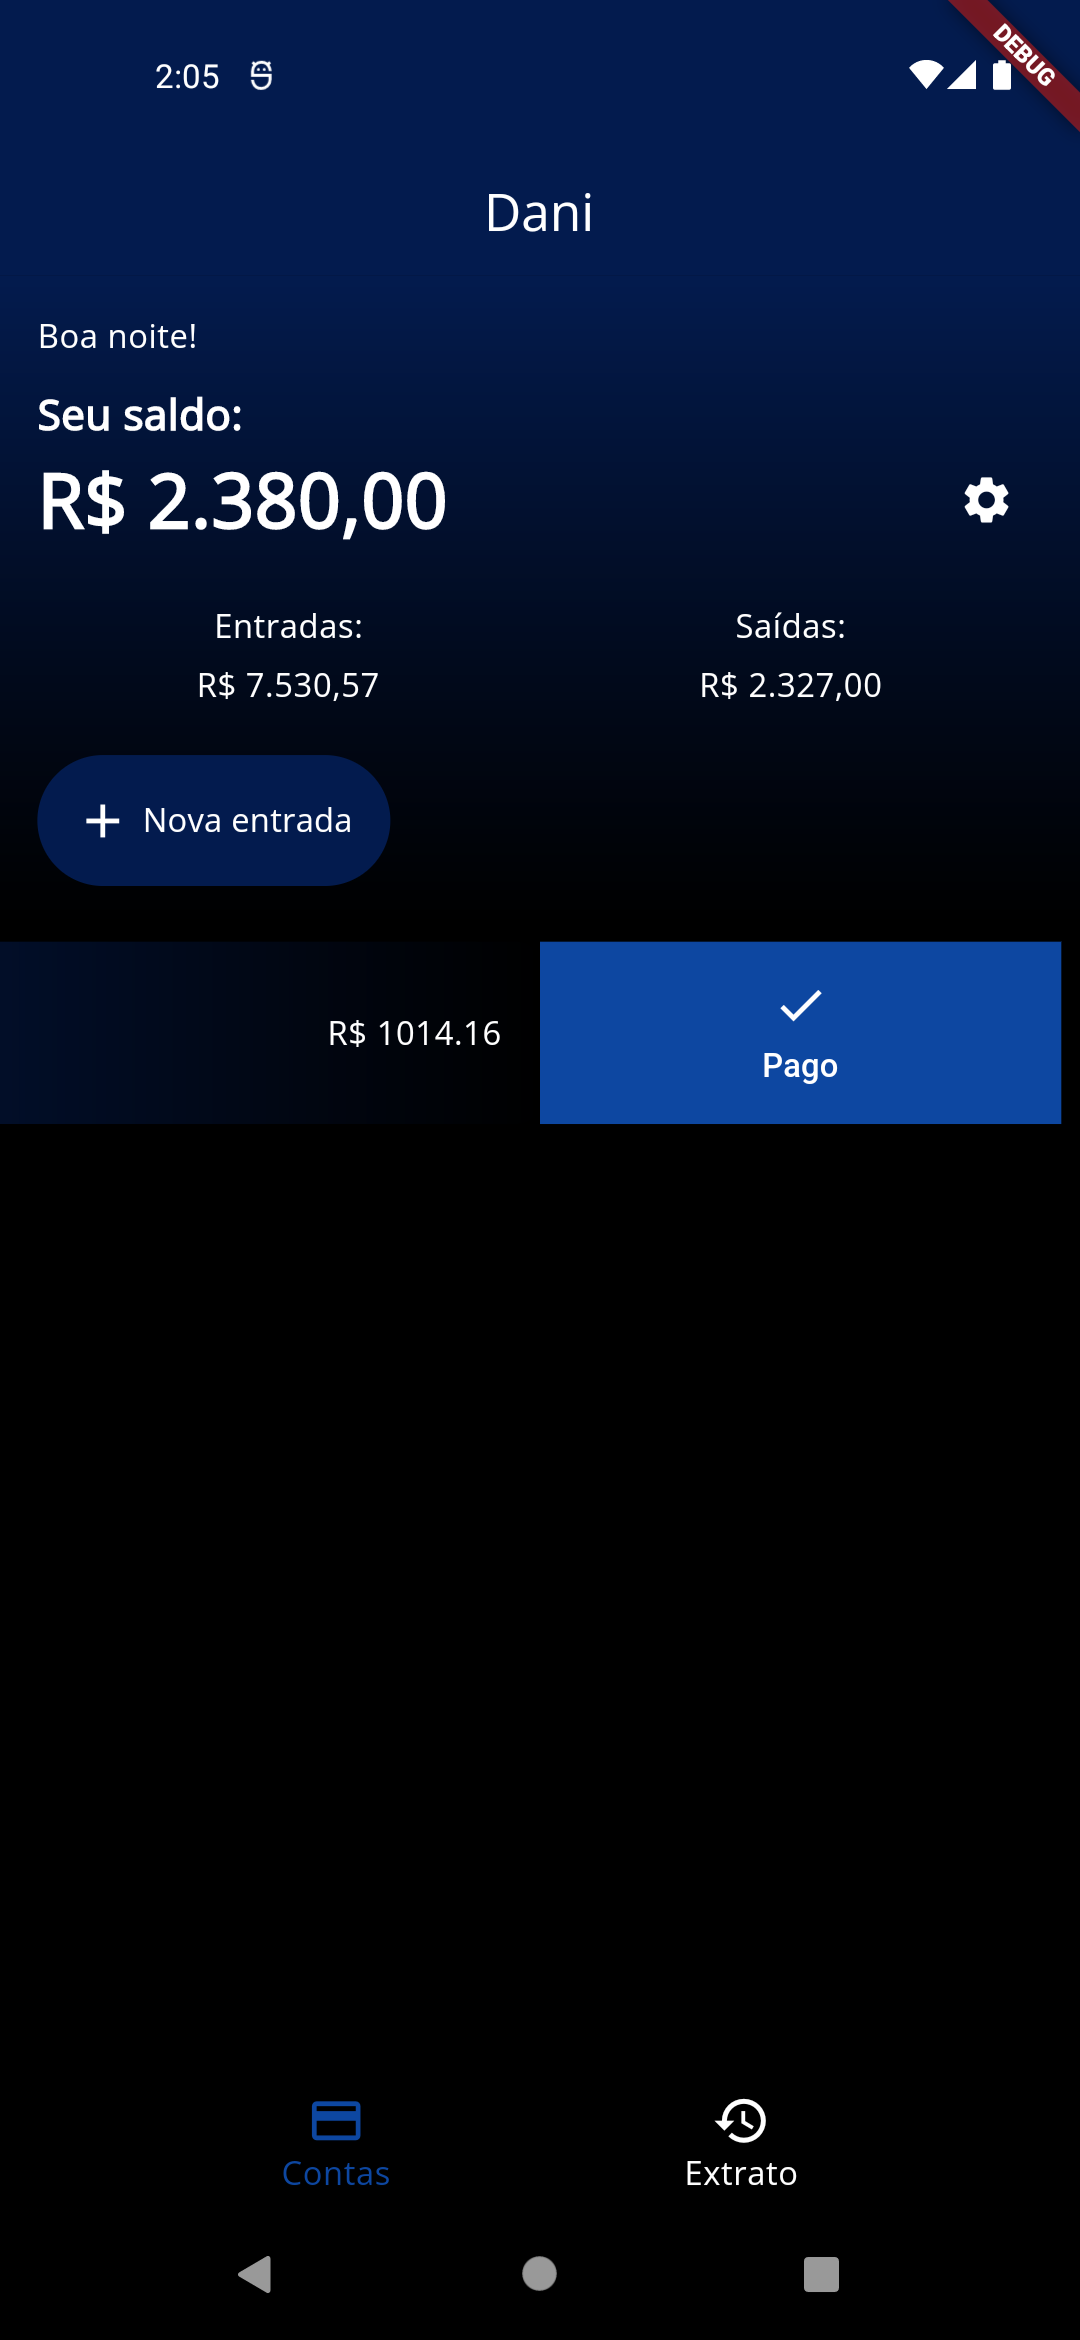 2:05
DEBUG
Dani
Boa noite!
Seu saldo:
R$ 2.380,00
Entradas:
Saídas:
R$ 7.530,57
R$ 2.327,00
Nova entrada
R$ 1014.16
Pago
Contas
Extrato